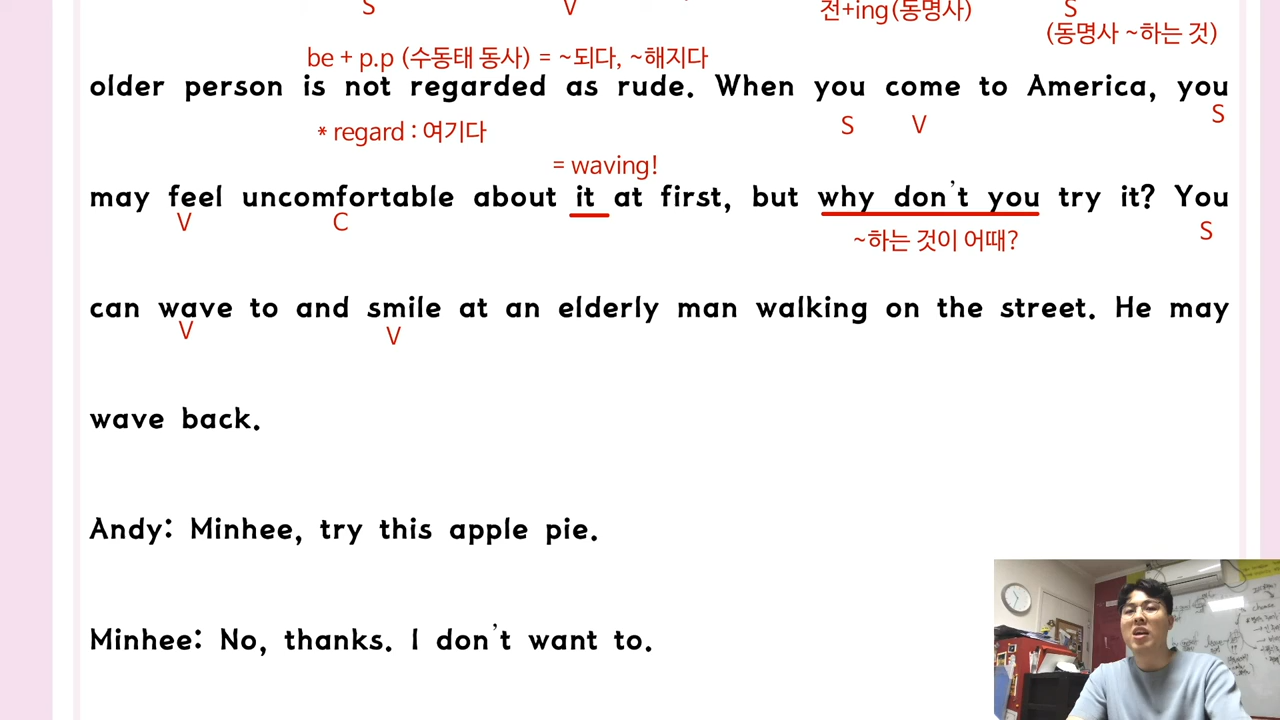 S V 전+ing(동명사) S
(동명사 ~하는 것)
be + p.p (수동태 동사) = ~되다, ~해지다
older person is not regarded as rude. When you come to America, you
* regard : 여기다 S V S
= waving!
may feel uncomfortable about it at first, but why don't you try it? You
V C ~하는 것이 어때? S
can wave to and smile at an elderly man walking on the street. He may
V V
wave back.
Andy: Minhee, try this apple pie.
Minhee: No, thanks. I don't want to.